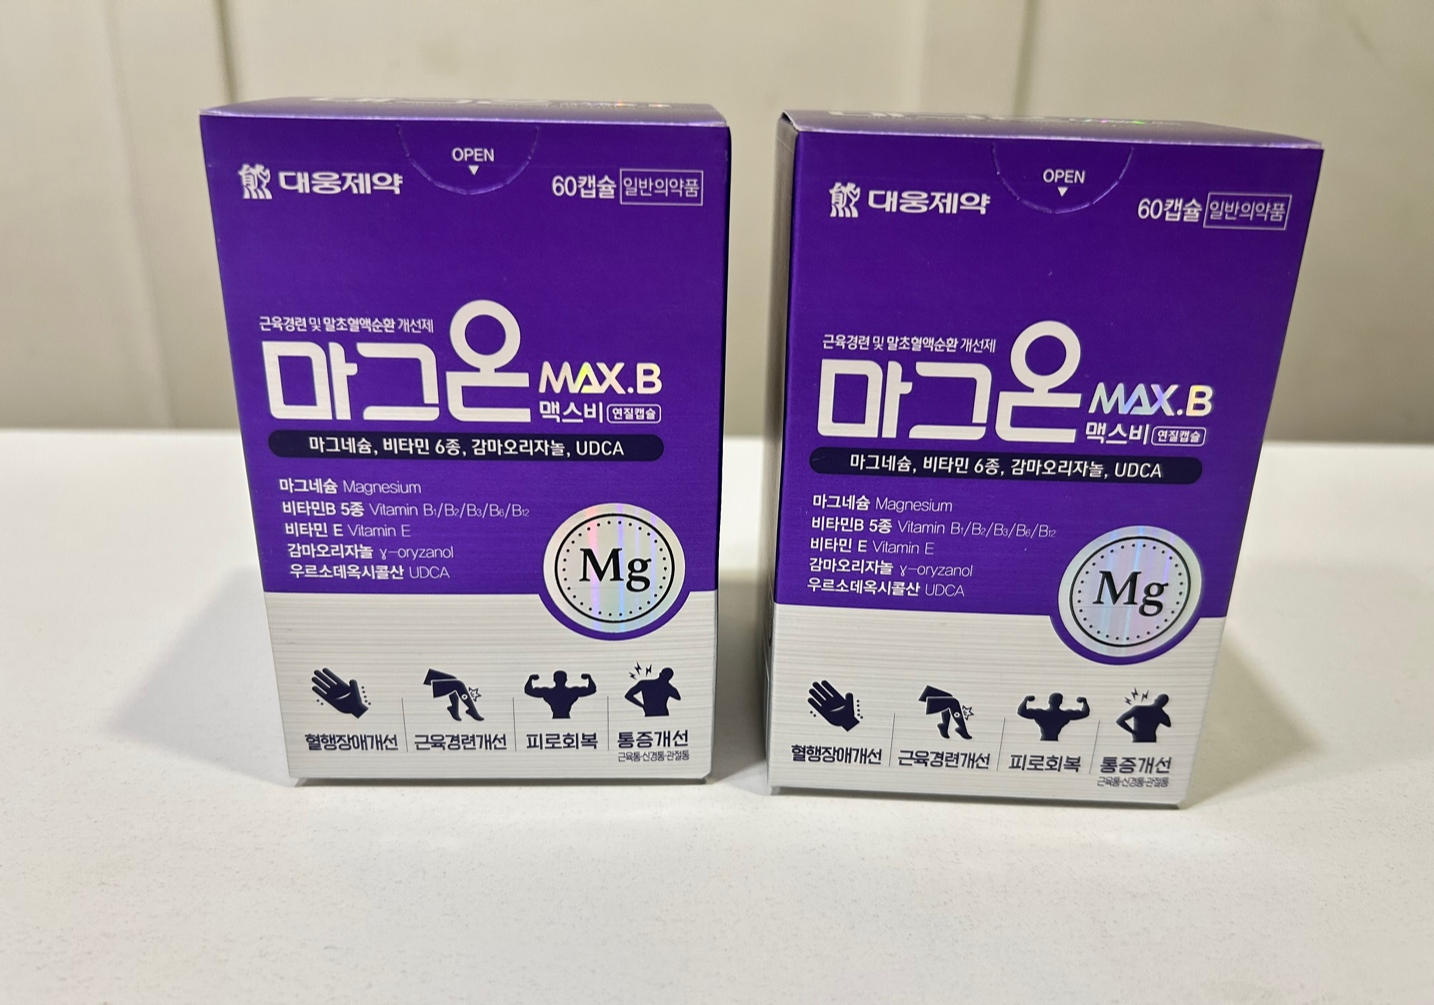 OPEN
대웅제약
60캡슐 일반의약품
근육경련 및 말초혈액순환 개선제
마그온 MAX.B
맥스비 연질캡슐
마그네슘, 비타민 6종, 감마오리자놀, UDCA
마그네슘 Magnesium
비타민B 5종 Vitamin B₁/B₂/B₃/B₆/B₁₂
비타민 E Vitamin E
감마오리자놀 γ-oryzanol
우르소데옥시콜산 UDCA
Mg
혈행장애개선 근육경련개선 피로회복 통증개선
근육통·신경통·관절통
OPEN
대웅제약
60캡슐 일반의약품
근육경련 및 말초혈액순환 개선제
마그온 MAX.B
맥스비 연질캡슐
마그네슘, 비타민 6종, 감마오리자놀, UDCA
마그네슘 Magnesium
비타민B 5종 Vitamin B₁/B₂/B₃/B₆/B₁₂
비타민 E Vitamin E
감마오리자놀 γ-oryzanol
우르소데옥시콜산 UDCA
Mg
혈행장애개선 근육경련개선 피로회복 통증개선
근육통·신경통·관절통